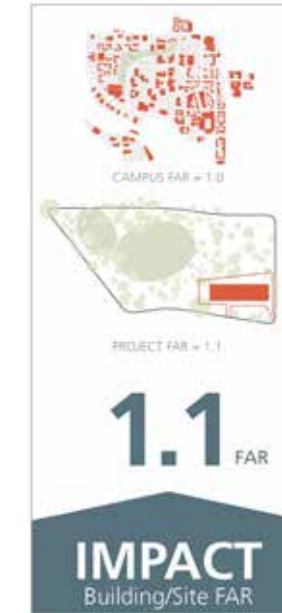 CAMPUS FAR = 1.0
PROJECT FAR = 1.1
1.1 FAR
IMPACT
Building/Site FAR